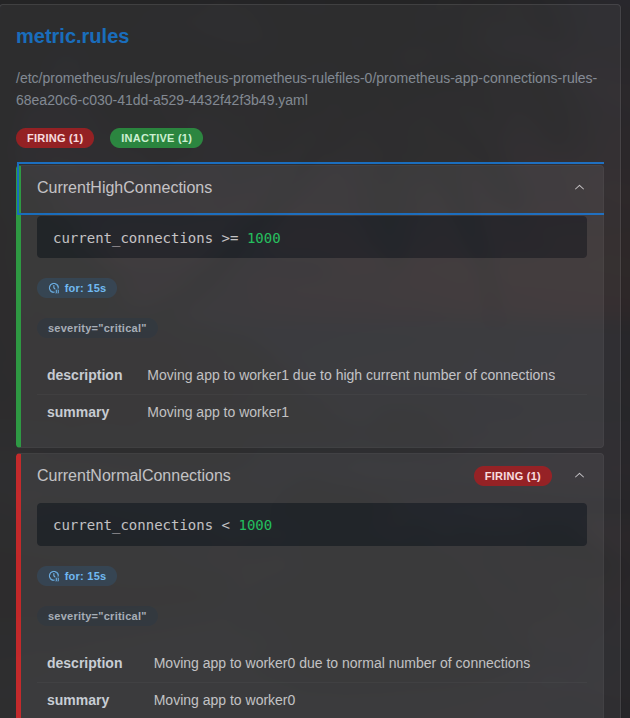 metric.rules
/etc/prometheus/rules/prometheus-prometheus-rulefiles-0/prometheus-app-connections-rules-
68ea20c6-c030-41dd-a529-4432f42f3b49.yaml
FIRING (1) INACTIVE (1)
CurrentHighConnections
current_connections >= 1000
for: 15s
severity="critical"
description Moving app to worker1 due to high current number of connections
summary Moving app to worker1
CurrentNormalConnections FIRING (1)
current_connections < 1000
for: 15s
severity="critical"
description Moving app to worker0 due to normal number of connections
summary Moving app to worker0